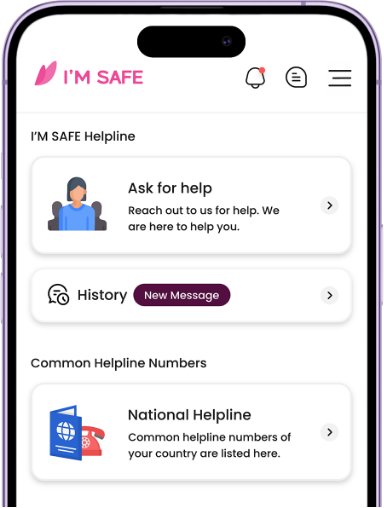 I'M SAFE
I'M SAFE Helpline
Ask for help
Reach out to us for help. We
are here to help you.
History New Message
Common Helpline Numbers
National Helpline
Common helpline numbers of
your country are listed here.